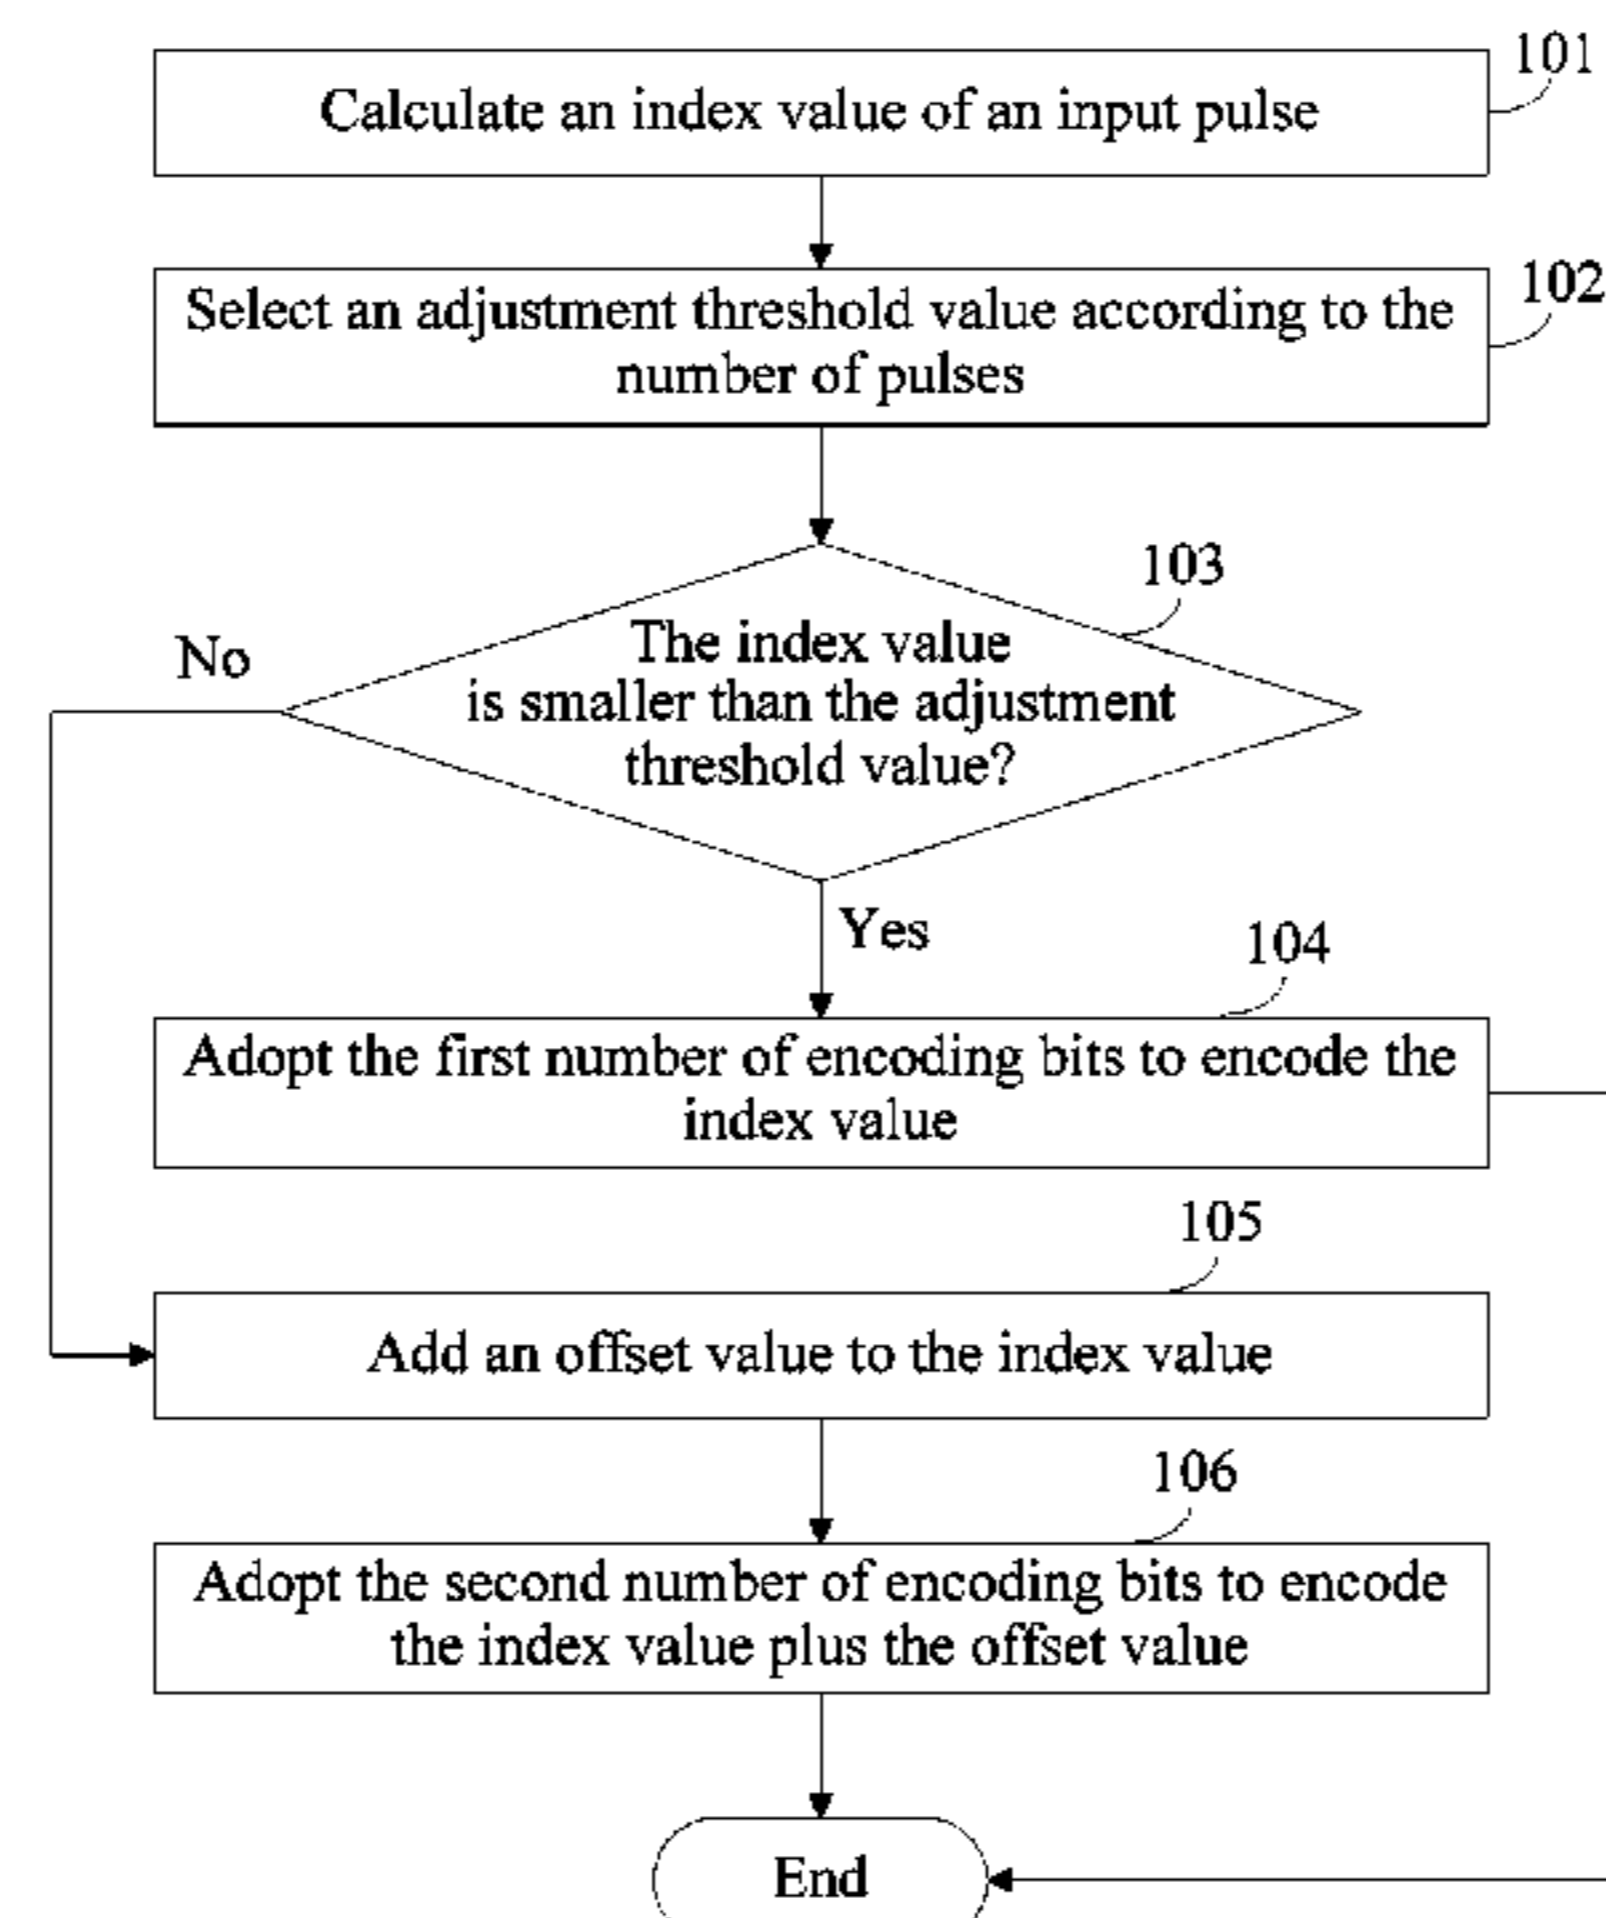 101
Calculate an index value of an input pulse
102
Select an adjustment threshold value according to the
number of pulses
103
No
The index value
is smaller than the adjustment
threshold value?
Yes
104
Adopt the first number of encoding bits to encode the
index value
105
Add an offset value to the index value
106
Adopt the second number of encoding bits to encode
the index value plus the offset value
End